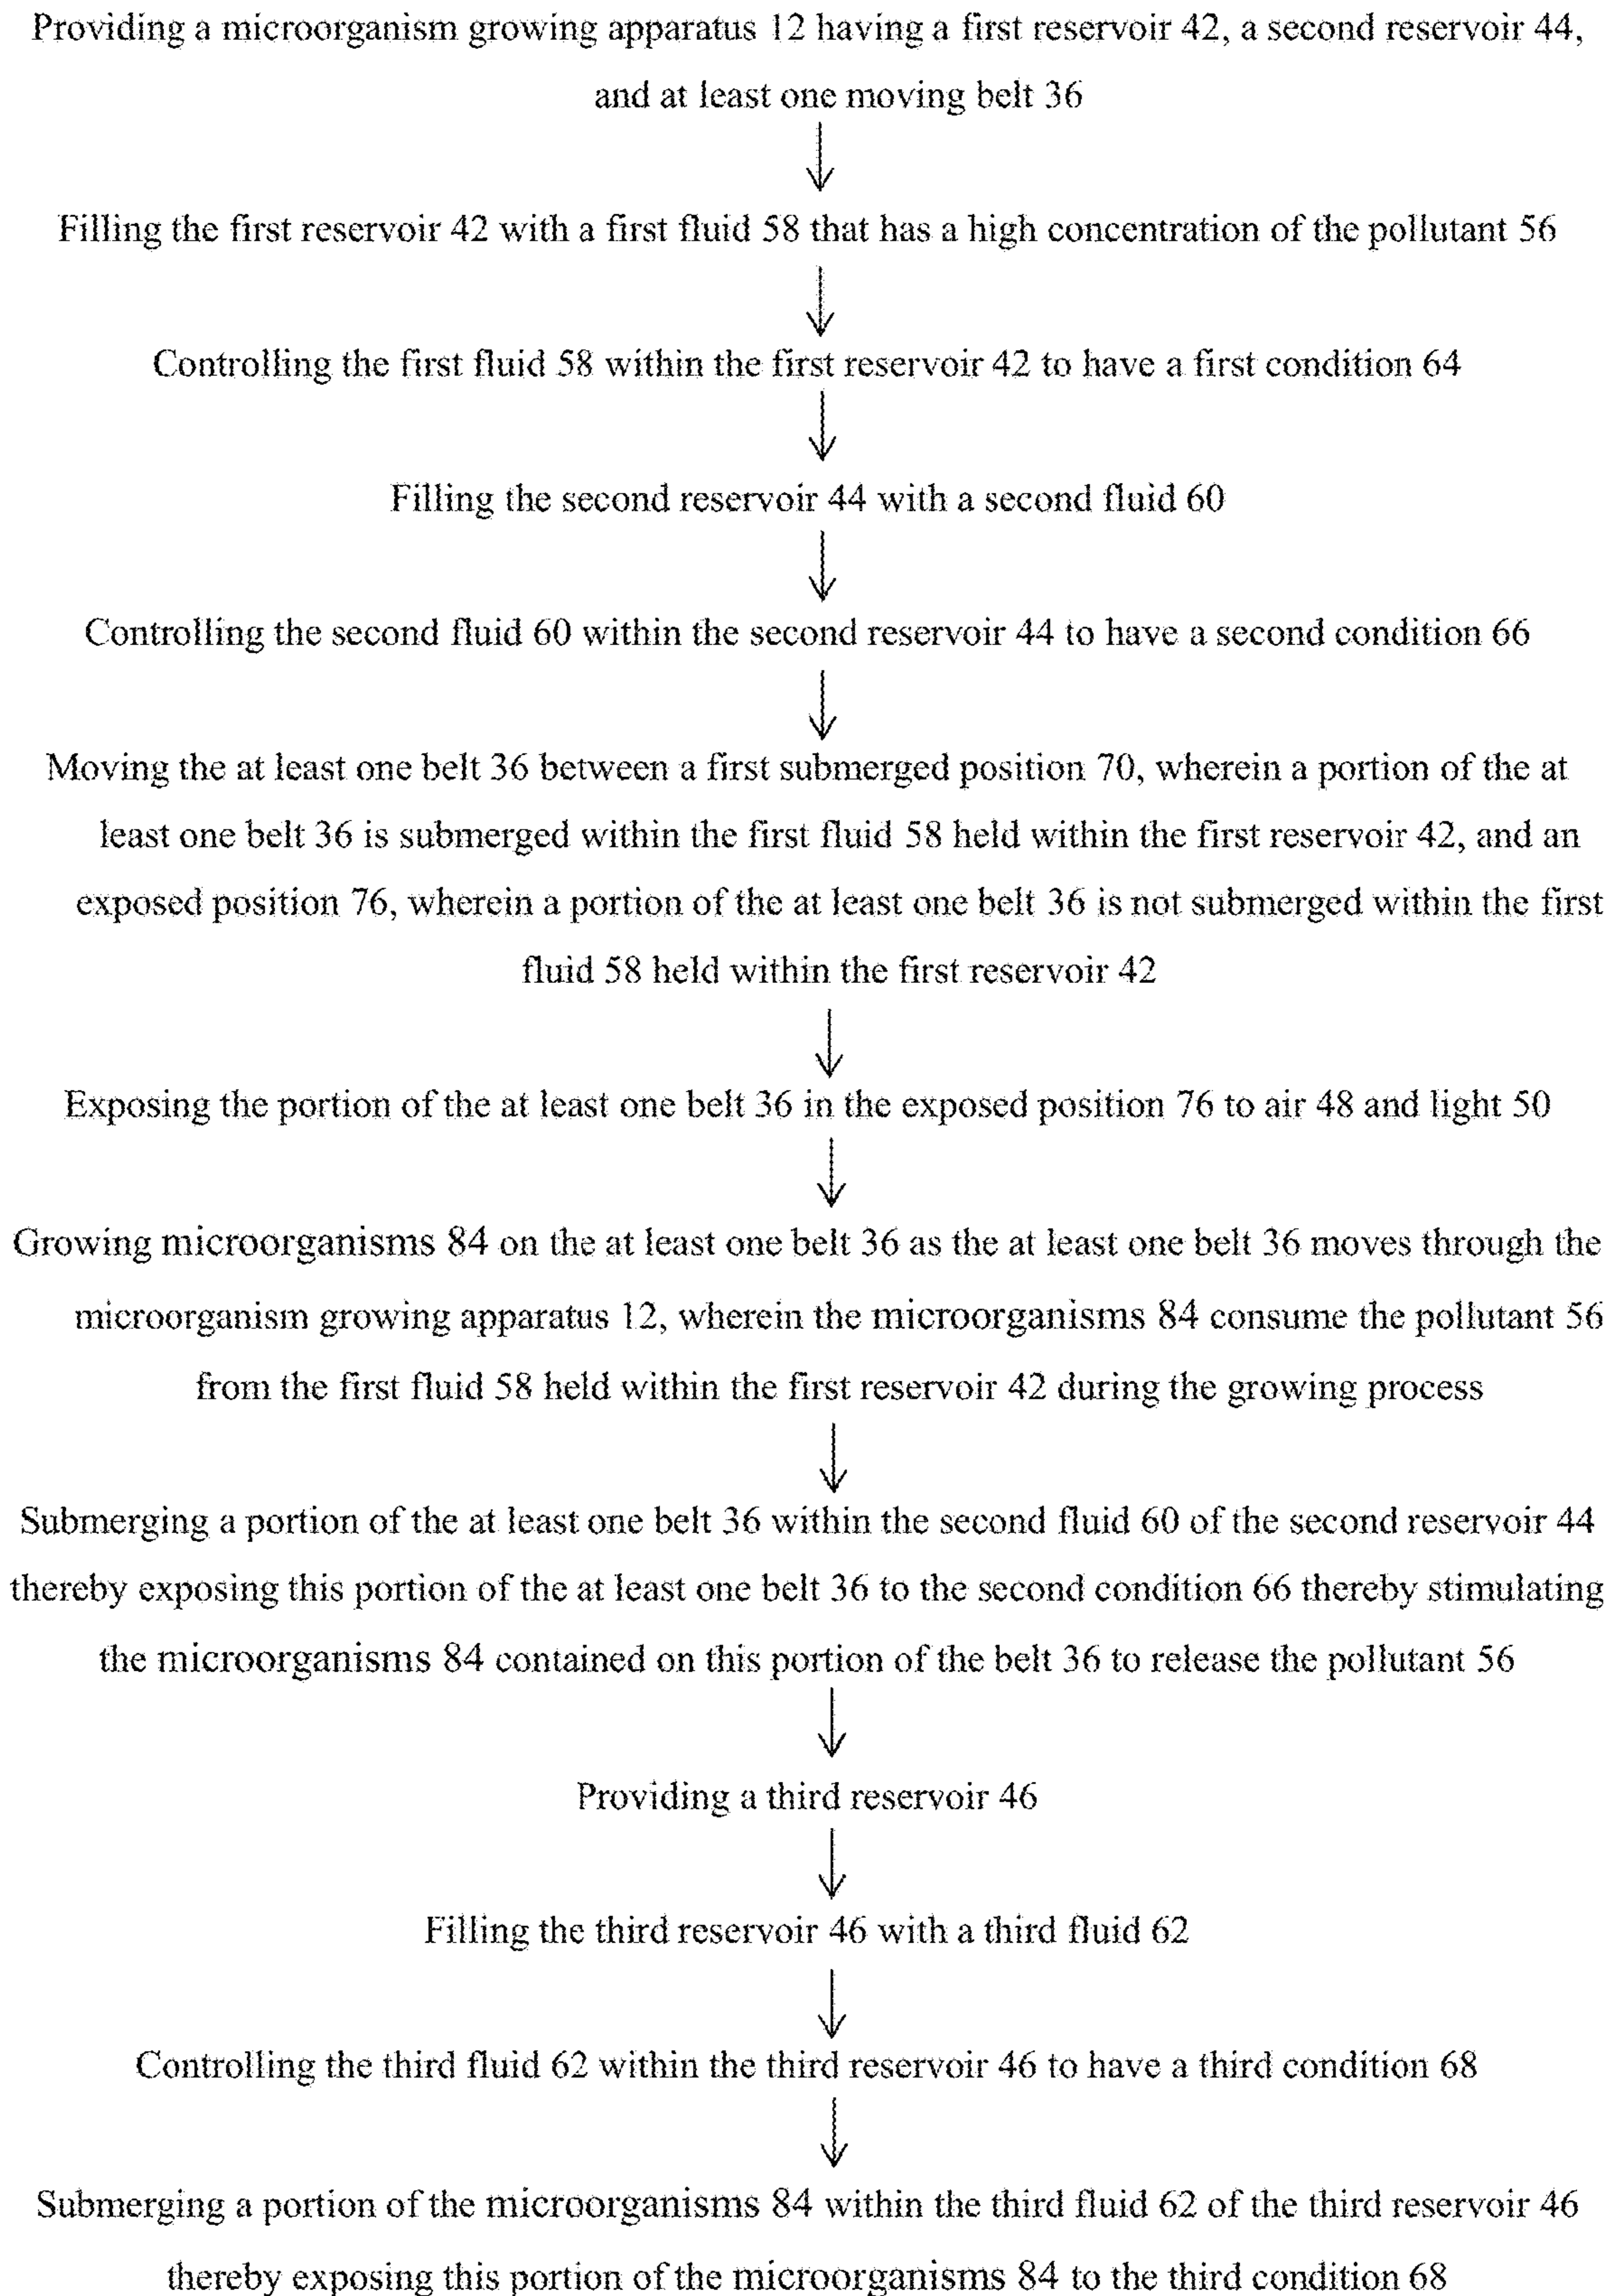 Providing a microorganism growing apparatus 12 having a first reservoir 42, a second reservoir 44,
and at least one moving belt 36
Filling the first reservoir 42 with a first fluid 58 that has a high concentration of the pollutant 56
Controlling the first fluid 58 within the first reservoir 42 to have a first condition 64
Filling the second reservoir 44 with a second fluid 60
Controlling the second fluid 60 within the second reservoir 44 to have a second condition 66
Moving the at least one belt 36 between a first submerged position 70, wherein a portion of the at
least one belt 36 is submerged within the first fluid 58 held within the first reservoir 42, and an
exposed position 76, wherein a portion of the at least one belt 36 is not submerged within the first
fluid 58 held within the first reservoir 42
Exposing the portion of the at least one belt 36 in the exposed position 76 to air 48 and light 50
Growing microorganisms 84 on the at least one belt 36 as the at least one belt 36 moves through the
microorganism growing apparatus 12, wherein the microorganisms 84 consume the pollutant 56
from the first fluid 58 held within the first reservoir 42 during the growing process
Submerging a portion of the at least one belt 36 within the second fluid 60 of the second reservoir 44
thereby exposing this portion of the at least one belt 36 to the second condition 66 thereby stimulating
the microorganisms 84 contained on this portion of the belt 36 to release the pollutant 56
Providing a third reservoir 46
Filling the third reservoir 46 with a third fluid 62
Controlling the third fluid 62 within the third reservoir 46 to have a third condition 68
Submerging a portion of the microorganisms 84 within the third fluid 62 of the third reservoir 46
thereby exposing this portion of the microorganisms 84 to the third condition 68